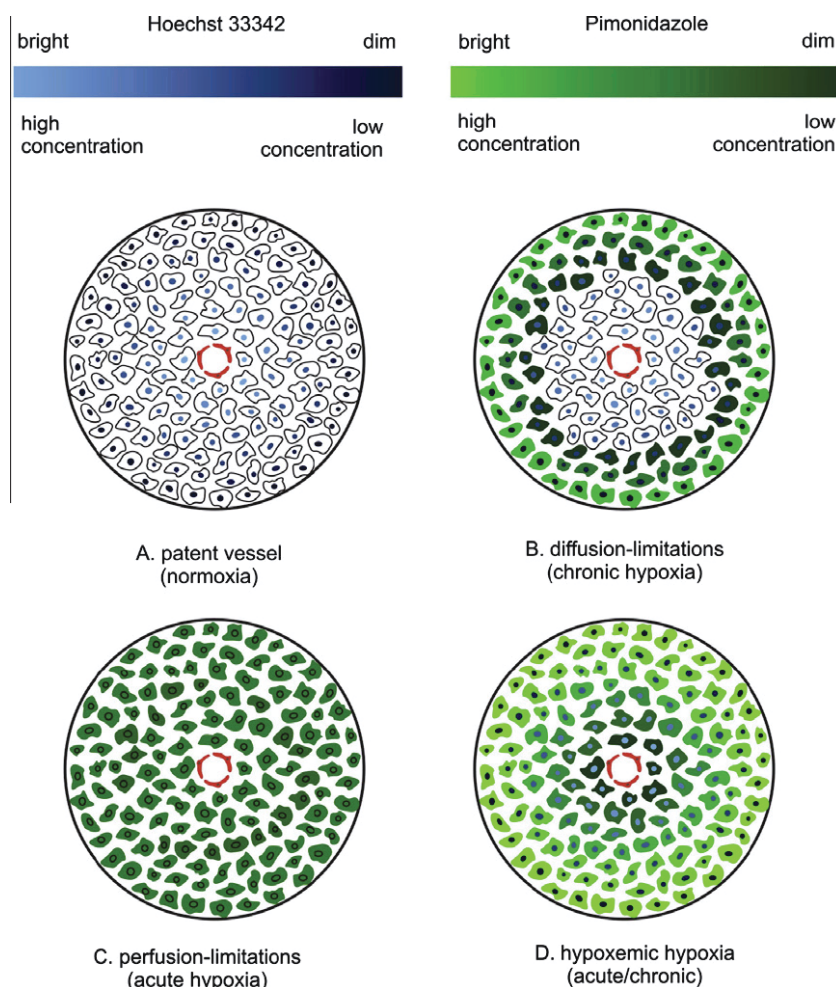 Hoechst 33342
bright dim
high concentration
low concentration
Pimonidazole
bright dim
high concentration
low concentration
A. patent vessel
(normoxia)
B. diffusion-limitations
(chronic hypoxia)
C. perfusion-limitations
(acute hypoxia)
D. hypoxemic hypoxia
(acute/chronic)